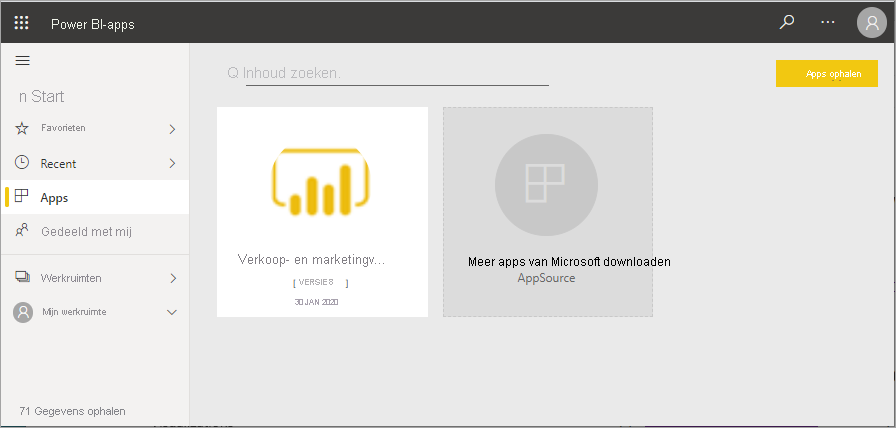 Power BI-apps
Q Inhoud zoeken.
Apps ophalen
n Start
Favorieten
Recent
Apps
Gedeeld met mij
Werkruimten
Mijn werkruimte
71 Gegevens ophalen
Verkoop- en marketingv...
[ VERSIE 8 ]
30 JAN 2020
Meer apps van Microsoft downloaden
AppSource